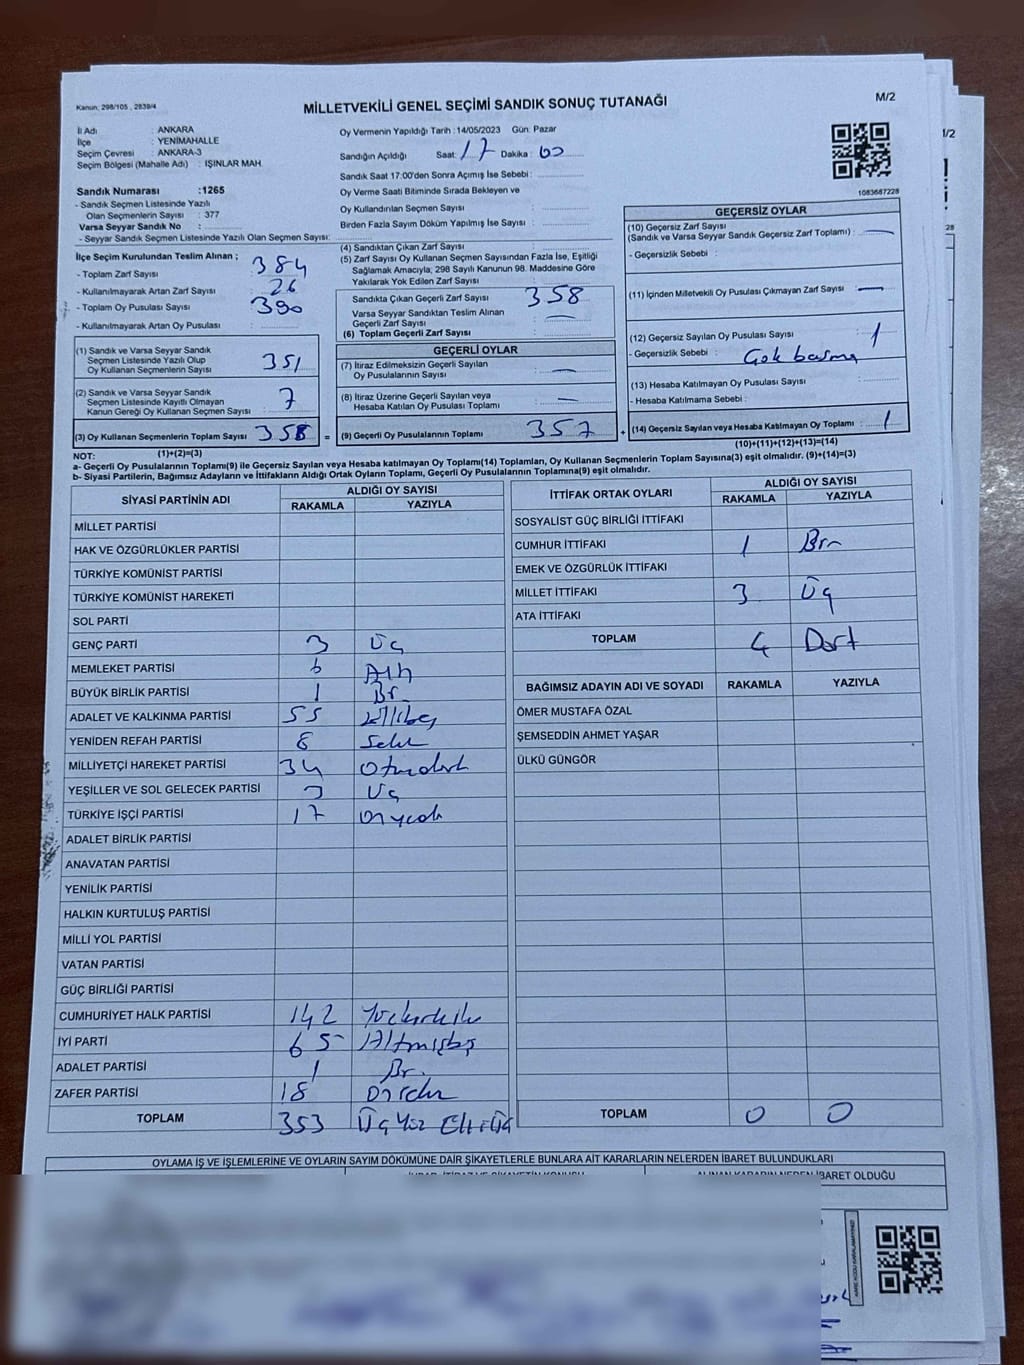 Kanun: 298/105 , 2839/4
MİLLETVEKİLİ GENEL SEÇİMİ SANDIK SONUÇ TUTANAĞI
M/2
İl Adı : ANKARA
İlçe : YENİMAHALLE
Seçim Çevresi : ANKARA-3
Seçim Bölgesi (Mahalle Adı) : IŞINLAR MAH.
Sandık Numarası :1265
- Sandık Seçmen Listesinde Yazılı
Olan Seçmenlerin Sayısı : 377
Varsa Seyyar Sandık No :
- Seyyar Sandık Seçmen Listesinde Yazılı Olan Seçmen Sayısı:
Oy Vermenin Yapıldığı Tarih : 14/05/2023 Gün: Pazar
Sandığın Açıldığı Saat: 17 Dakika : 00
Sandık Saat 17:00'den Sonra Açımış İse Sebebi :
Oy Verme Saati Bitiminde Sırada Bekleyen ve
Oy Kullandırılan Seçmen Sayısı :
Birden Fazla Sayım Döküm Yapılmış İse Sayısı :
1083687228
İlçe Seçim Kurulundan Teslim Alınan ;
- Toplam Zarf Sayısı : 384
- Kullanılmayarak Artan Zarf Sayısı : 26
- Toplam Oy Pusulası Sayısı : 390
- Kullanılmayarak Artan Oy Pusulası :
(4) Sandıktan Çıkan Zarf Sayısı :
(5) Zarf Sayısı Oy Kullanan Seçmen Sayısından Fazla İse, Eşitliği
Sağlamak Amacıyla, 298 Sayılı Kanunun 98. Maddesine Göre
Yakılarak Yok Edilen Zarf Sayısı :
Sandıkta Çıkan Geçerli Zarf Sayısı : 358
Varsa Seyyar Sandıktan Teslim Alınan
Geçerli Zarf Sayısı : —
(6) Toplam Geçerli Zarf Sayısı :
GEÇERSİZ OYLAR
(10) Geçersiz Zarf Sayısı
(Sandık ve Varsa Seyyar Sandık Geçersiz Zarf Toplamı) : —
- Geçersizlik Sebebi :
(11) İçinden Milletvekili Oy Pusulası Çıkmayan Zarf Sayısı : —
(12) Geçersiz Sayılan Oy Pusulası Sayısı : 1
- Geçersizlik Sebebi : Çok basma
(13) Hesaba Katılmayan Oy Pusulası Sayısı :
- Hesaba Katılmama Sebebi :
(14) Geçersiz Sayılan veya Hesaba Katılmayan Oy Toplamı : 1
(10)+(11)+(12)+(13)=(14)
(1) Sandık ve Varsa Seyyar Sandık
Seçmen Listesinde Yazılı Olup
Oy Kullanan Seçmenlerin Sayısı : 351
(2) Sandık ve Varsa Seyyar Sandık
Seçmen Listesinde Kayıtlı Olmayan
Kanun Gereği Oy Kullanan Seçmen Sayısı : 7
(3) Oy Kullanan Seçmenlerin Toplam Sayısı : 358
(1)+(2)=(3)
GEÇERLİ OYLAR
(7) İtiraz Edilmeksizin Geçerli Sayılan
Oy Pusulalarının Sayısı : —
(8) İtiraz Üzerine Geçerli Sayılan veya
Hesaba Katılan Oy Pusulası Toplamı : —
= (9) Geçerli Oy Pusulalarının Toplamı : 357 +
NOT:
a- Geçerli Oy Pusulalarının Toplamı(9) ile Geçersiz Sayılan veya Hesaba katılmayan Oy Toplamı(14) Toplamları, Oy Kullanan Seçmenlerin Toplam Sayısına(3) eşit olmalıdır. (9)+(14)=(3)
b- Siyasi Partilerin, Bağımsız Adayların ve İttifakların Aldığı Oyların Toplamı, Geçerli Oy Pusulalarının Toplamına(9) eşit olmalıdır.
SİYASİ PARTİNİN ADI ALDIĞI OY SAYISI
RAKAMLA YAZIYLA
MİLLET PARTİSİ
HAK VE ÖZGÜRLÜKLER PARTİSİ
TÜRKİYE KOMÜNİST PARTİSİ
TÜRKİYE KOMÜNİST HAREKETİ
SOL PARTİ
GENÇ PARTİ 3 Üç
MEMLEKET PARTİSİ 6 Altı
BÜYÜK BİRLİK PARTİSİ 1 Bir
ADALET VE KALKINMA PARTİSİ 55 Ellibeş
YENİDEN REFAH PARTİSİ 8 Sekiz
MİLLİYETÇİ HAREKET PARTİSİ 34 Otuzdört
YEŞİLLER VE SOL GELECEK PARTİSİ 3 Üç
TÜRKİYE İŞÇİ PARTİSİ 17 Onyedi
ADALET BİRLİK PARTİSİ
ANAVATAN PARTİSİ
YENİLİK PARTİSİ
HALKIN KURTULUŞ PARTİSİ
MİLLİ YOL PARTİSİ
VATAN PARTİSİ
GÜÇ BİRLİĞİ PARTİSİ
CUMHURİYET HALK PARTİSİ 142 Yüzkırkiki
İYİ PARTİ 65 Altmışbeş
ADALET PARTİSİ 1 Bir
ZAFER PARTİSİ 18 Onsekiz
TOPLAM 353 Üç Yüz Elli Üç
İTTİFAK ORTAK OYLARI ALDIĞI OY SAYISI
RAKAMLA YAZIYLA
SOSYALİST GÜÇ BİRLİĞİ İTTİFAKI
CUMHUR İTTİFAKI 1 Bir
EMEK VE ÖZGÜRLÜK İTTİFAKI
MİLLET İTTİFAKI 3 Üç
ATA İTTİFAKI
TOPLAM 4 Dört
BAĞIMSIZ ADAYIN ADI VE SOYADI RAKAMLA YAZIYLA
ÖMER MUSTAFA ÖZAL
ŞEMSEDDİN AHMET YAŞAR
ÜLKÜ GÜNGÖR
TOPLAM 0 0
OYLAMA İŞ VE İŞLEMLERİNE VE OYLARIN SAYIM DÖKÜMÜNE DAİR ŞİKAYETLERLE BUNLARA AİT KARARLARIN NELERDEN İBARET BULUNDUKLARI
ALINAN KARARIN NEDEN İBARET OLDUĞU